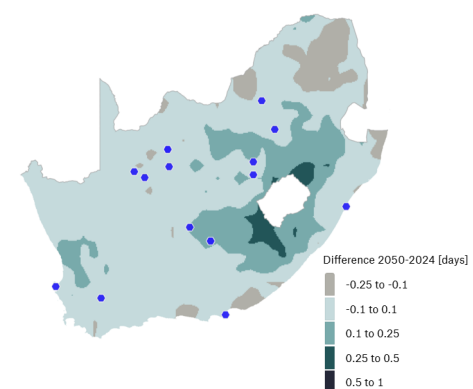 Difference 2050-2024 [days]
-0.25 to -0.1
-0.1 to 0.1
0.1 to 0.25
0.25 to 0.5
0.5 to 1